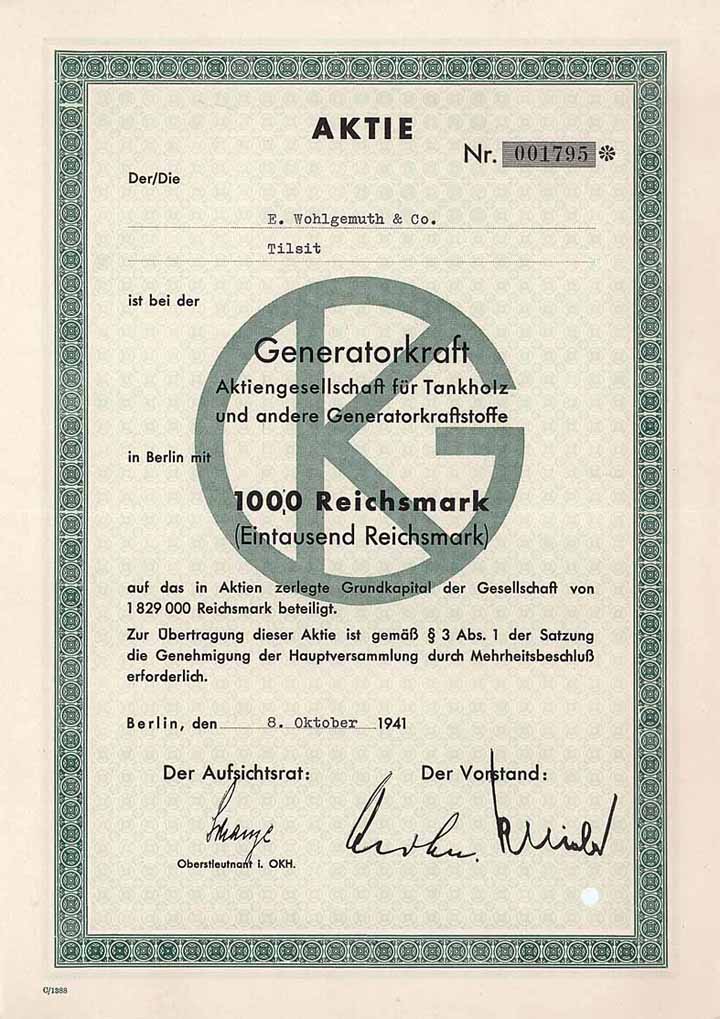 AKTIE
Nr. 001795 *
Der/Die
E. Wohlgemuth & Co.
Tilsit
ist bei der
Generatorkraft
Aktiengesellschaft für Tankholz
und andere Generatorkraftstoffe
in Berlin mit
1000 Reichsmark
(Eintausend Reichsmark)
auf das in Aktien zerlegte Grundkapital der Gesellschaft von
1 829 000 Reichsmark beteiligt.
Zur Übertragung dieser Aktie ist gemäß § 3 Abs. 1 der Satzung
die Genehmigung der Hauptversammlung durch Mehrheitsbeschluß
erforderlich.
Berlin, den 8. Oktober 1941
Der Aufsichtsrat: Der Vorstand:
Oberstleutnant i. OKH.
C/1388